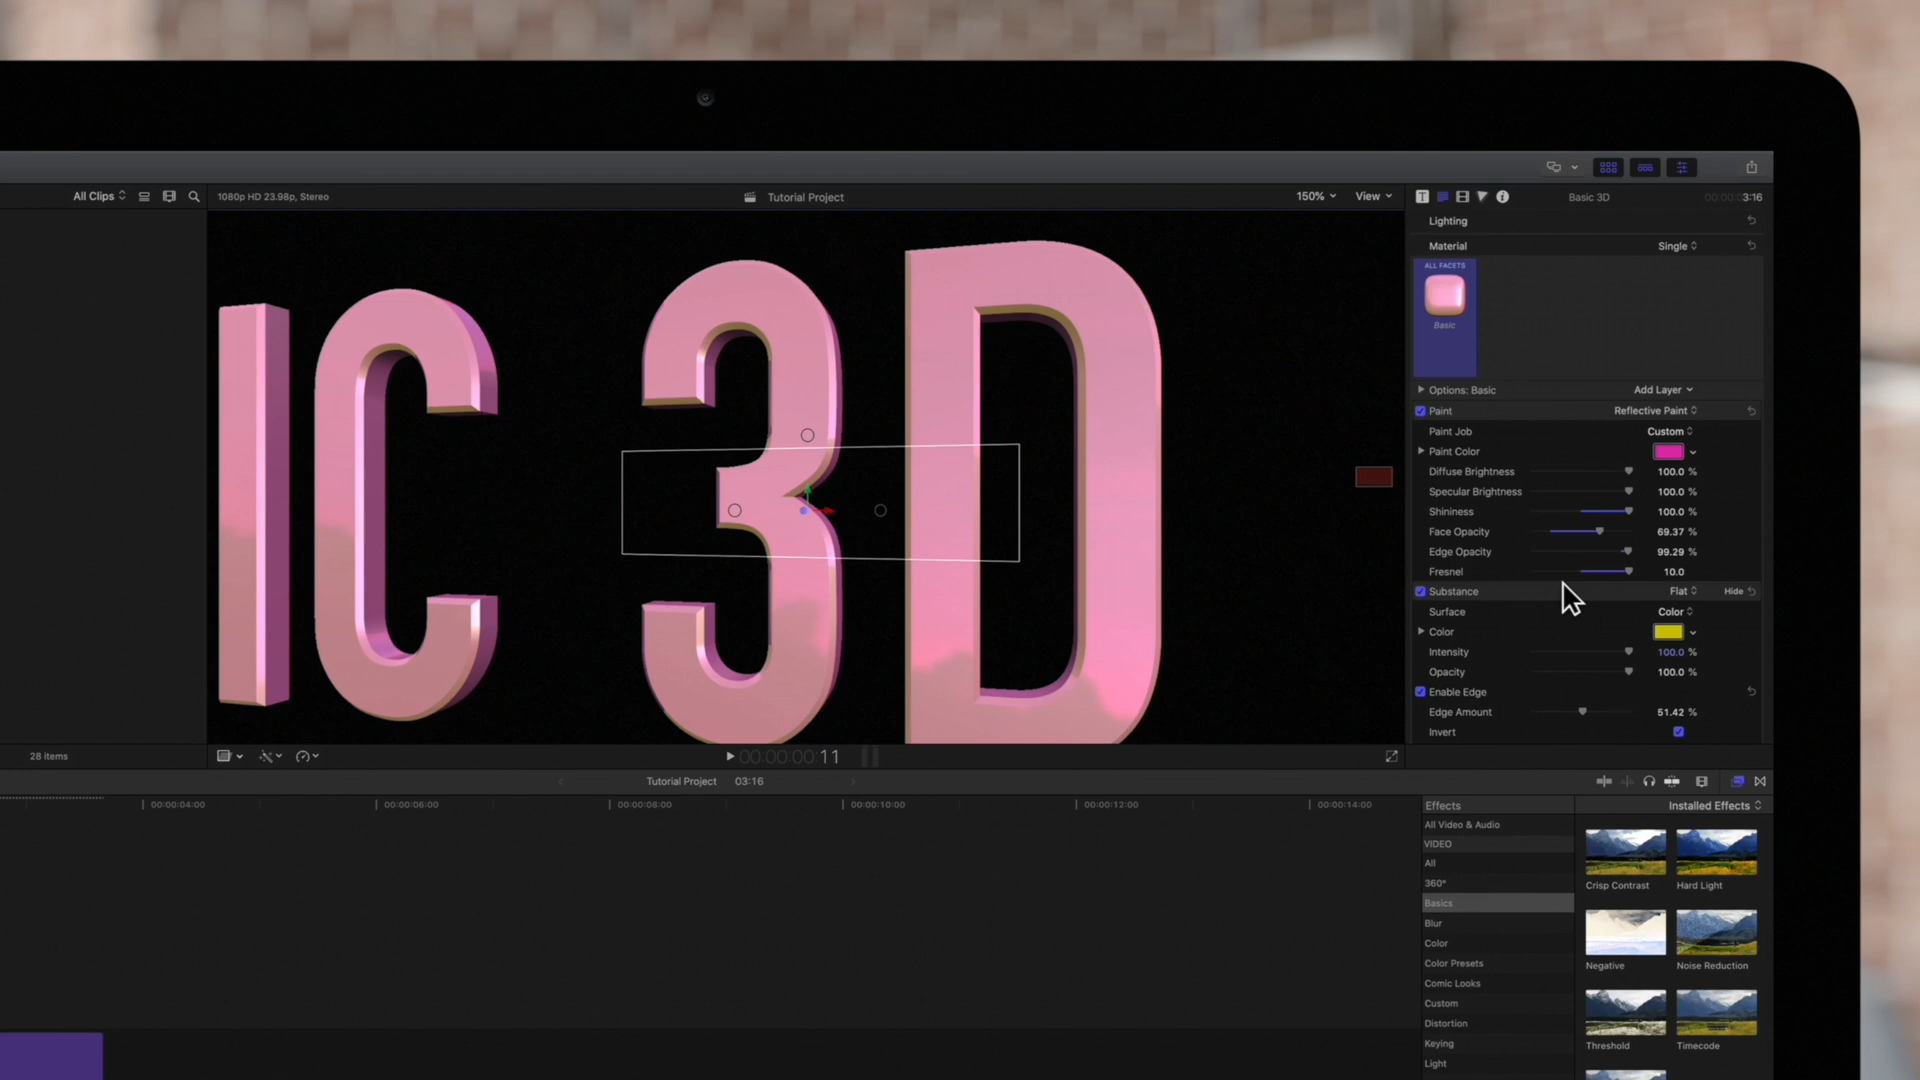 All Clips
1080p HD 23.98p, Stereo
Tutorial Project
150%
View
Basic 3D
00:00:03:16
Lighting
Material
Single
ALL FACETS
Basic
Options: Basic
Add Layer
Paint
Reflective Paint
Paint Job
Custom
Paint Color
Diffuse Brightness
100.0 %
Specular Brightness
100.0 %
Shininess
100.0 %
Face Opacity
69.37 %
Edge Opacity
99.29 %
Fresnel
10.0
Substance
Flat
Hide
Surface
Color
Color
Intensity
100.0 %
Opacity
100.0 %
Enable Edge
Edge Amount
51.42 %
Invert
IC 3D
28 items
00:00:00:11
Tutorial Project
03:16
00:00:04:00
00:00:06:00
00:00:08:00
00:00:10:00
00:00:12:00
00:00:14:00
Effects
Installed Effects
All Video & Audio
VIDEO
All
360°
Basics
Blur
Color
Color Presets
Comic Looks
Custom
Distortion
Keying
Light
Crisp Contrast
Hard Light
Negative
Noise Reduction
Threshold
Timecode